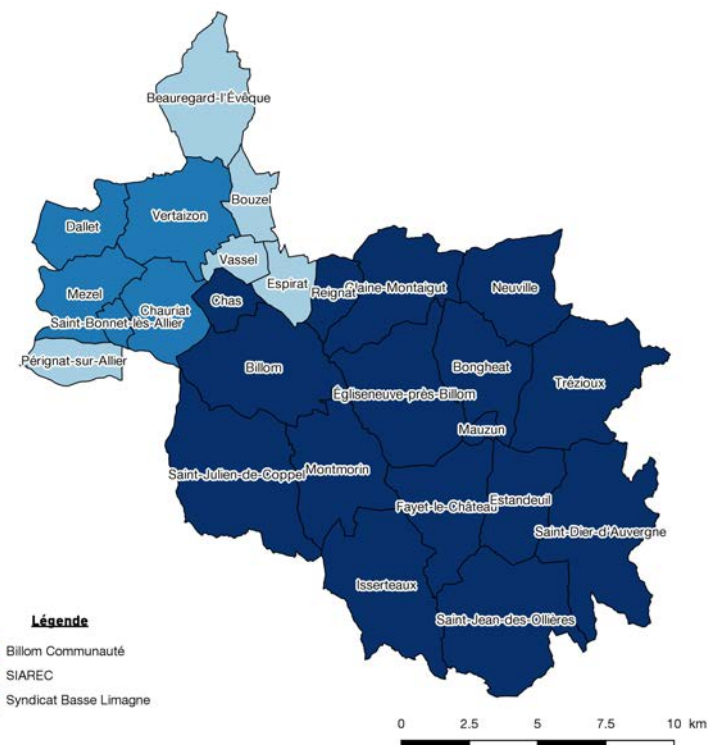 Beauregard-l'Évêque
Bouzel
Vertaizon
Dallet
Vassel
Espirat
Reignat
Glaine-Montaigut
Neuville
Mezel
Chas
Chauriat
Saint-Bonnet-lès-Allier
Pérignat-sur-Allier
Billom
Bongheat
Trézioux
Égliseneuve-près-Billom
Mauzun
Saint-Julien-de-Coppel
Montmorin
Fayet-le-Château
Estandeuil
Saint-Dier-d'Auvergne
Isserteaux
Saint-Jean-des-Ollières
Légende
Billom Communauté
SIAREC
Syndicat Basse Limagne
0 2.5 5 7.5 10 km